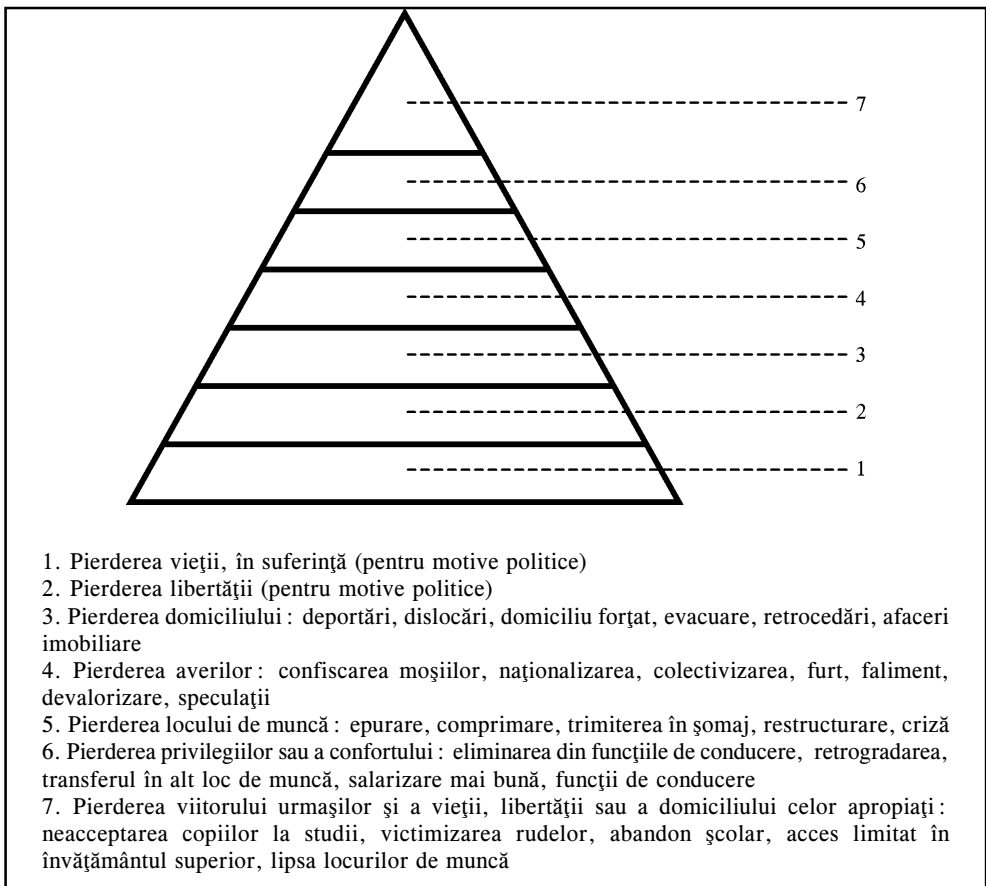 7
6
5
4
3
2
1
1. Pierderea vieţii, în suferinţă (pentru motive politice)
2. Pierderea libertăţii (pentru motive politice)
3. Pierderea domiciliului : deportări, dislocări, domiciliu forţat, evacuare, retrocedări, afaceri
imobiliare
4. Pierderea averilor : confiscarea moşiilor, naţionalizarea, colectivizarea, furt, faliment,
devalorizare, speculaţii
5. Pierderea locului de muncă : epurare, comprimare, trimiterea în şomaj, restructurare, criză
6. Pierderea privilegiilor sau a confortului : eliminarea din funcţiile de conducere, retrogradarea,
transferul în alt loc de muncă, salarizare mai bună, funcţii de conducere
7. Pierderea viitorului urmaşilor şi a vieţii, libertăţii sau a domiciliului celor apropiaţi :
neacceptarea copiilor la studii, victimizarea rudelor, abandon şcolar, acces limitat în
învăţământul superior, lipsa locurilor de muncă